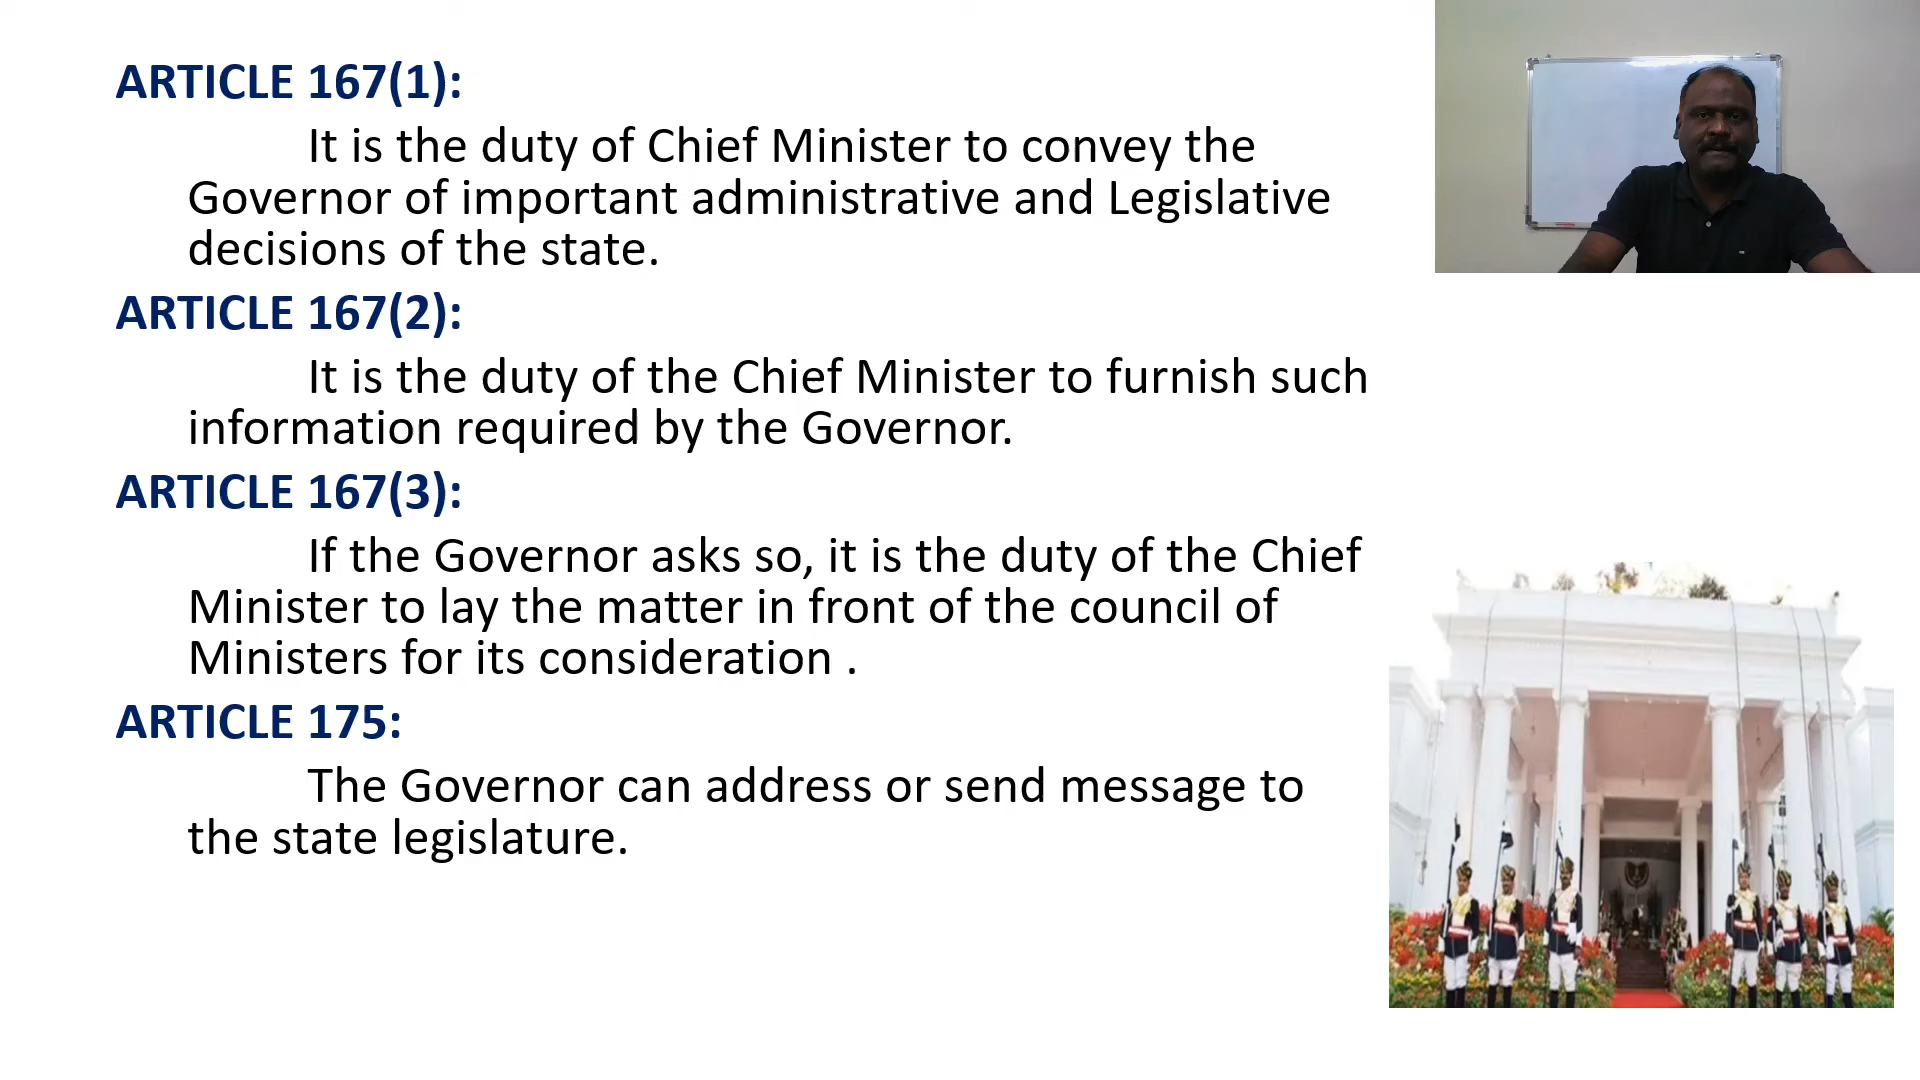 ARTICLE 167(1):
It is the duty of Chief Minister to convey the
Governor of important administrative and Legislative
decisions of the state.
ARTICLE 167(2):
It is the duty of the Chief Minister to furnish such
information required by the Governor.
ARTICLE 167(3):
If the Governor asks so, it is the duty of the Chief
Minister to lay the matter in front of the council of
Ministers for its consideration .
ARTICLE 175:
The Governor can address or send message to
the state legislature.